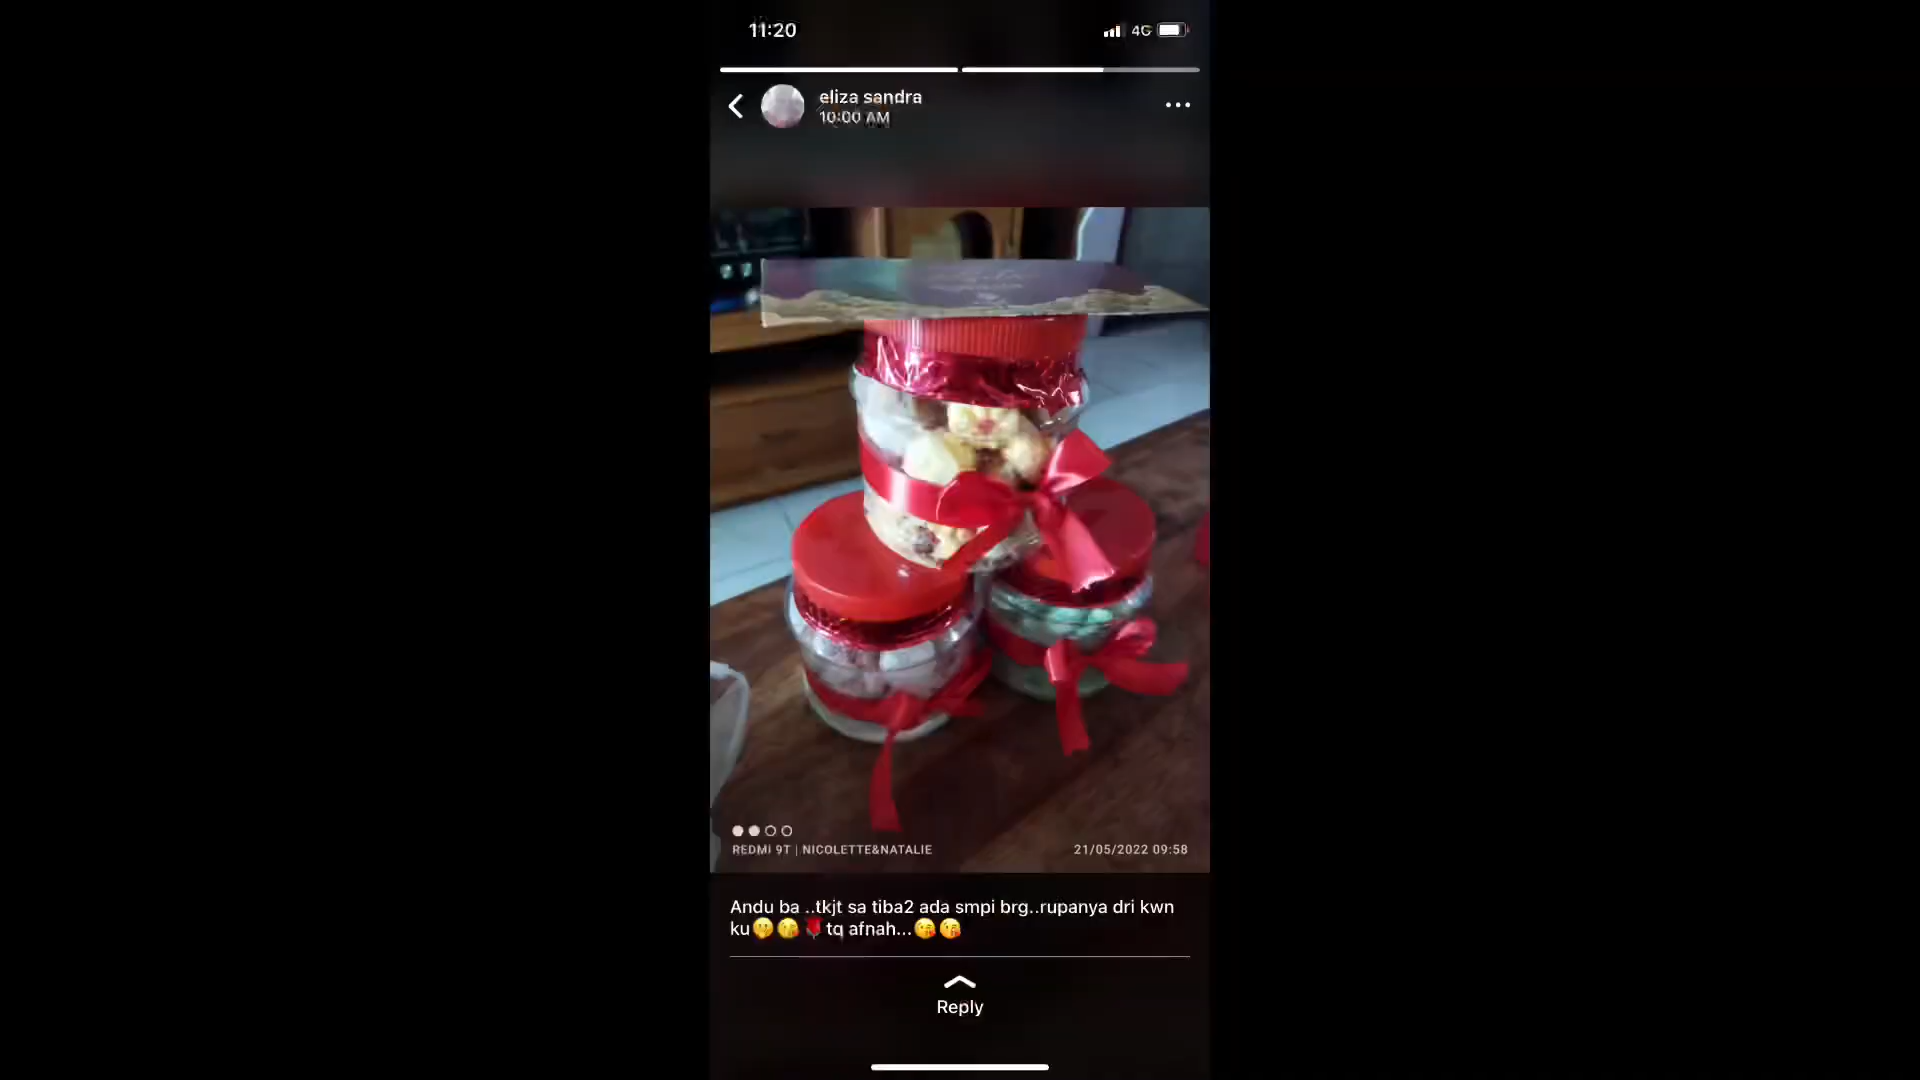 11:20
4G
eliza sandra
10:00 AM
REDMI 9T | NICOLETTE&NATALIE
21/05/2022 09:58
Andu ba ..tkjt sa tiba2 ada smpi brg..rupanya dri kwn
ku🤭😘🌹tq afnah...😘😘
Reply